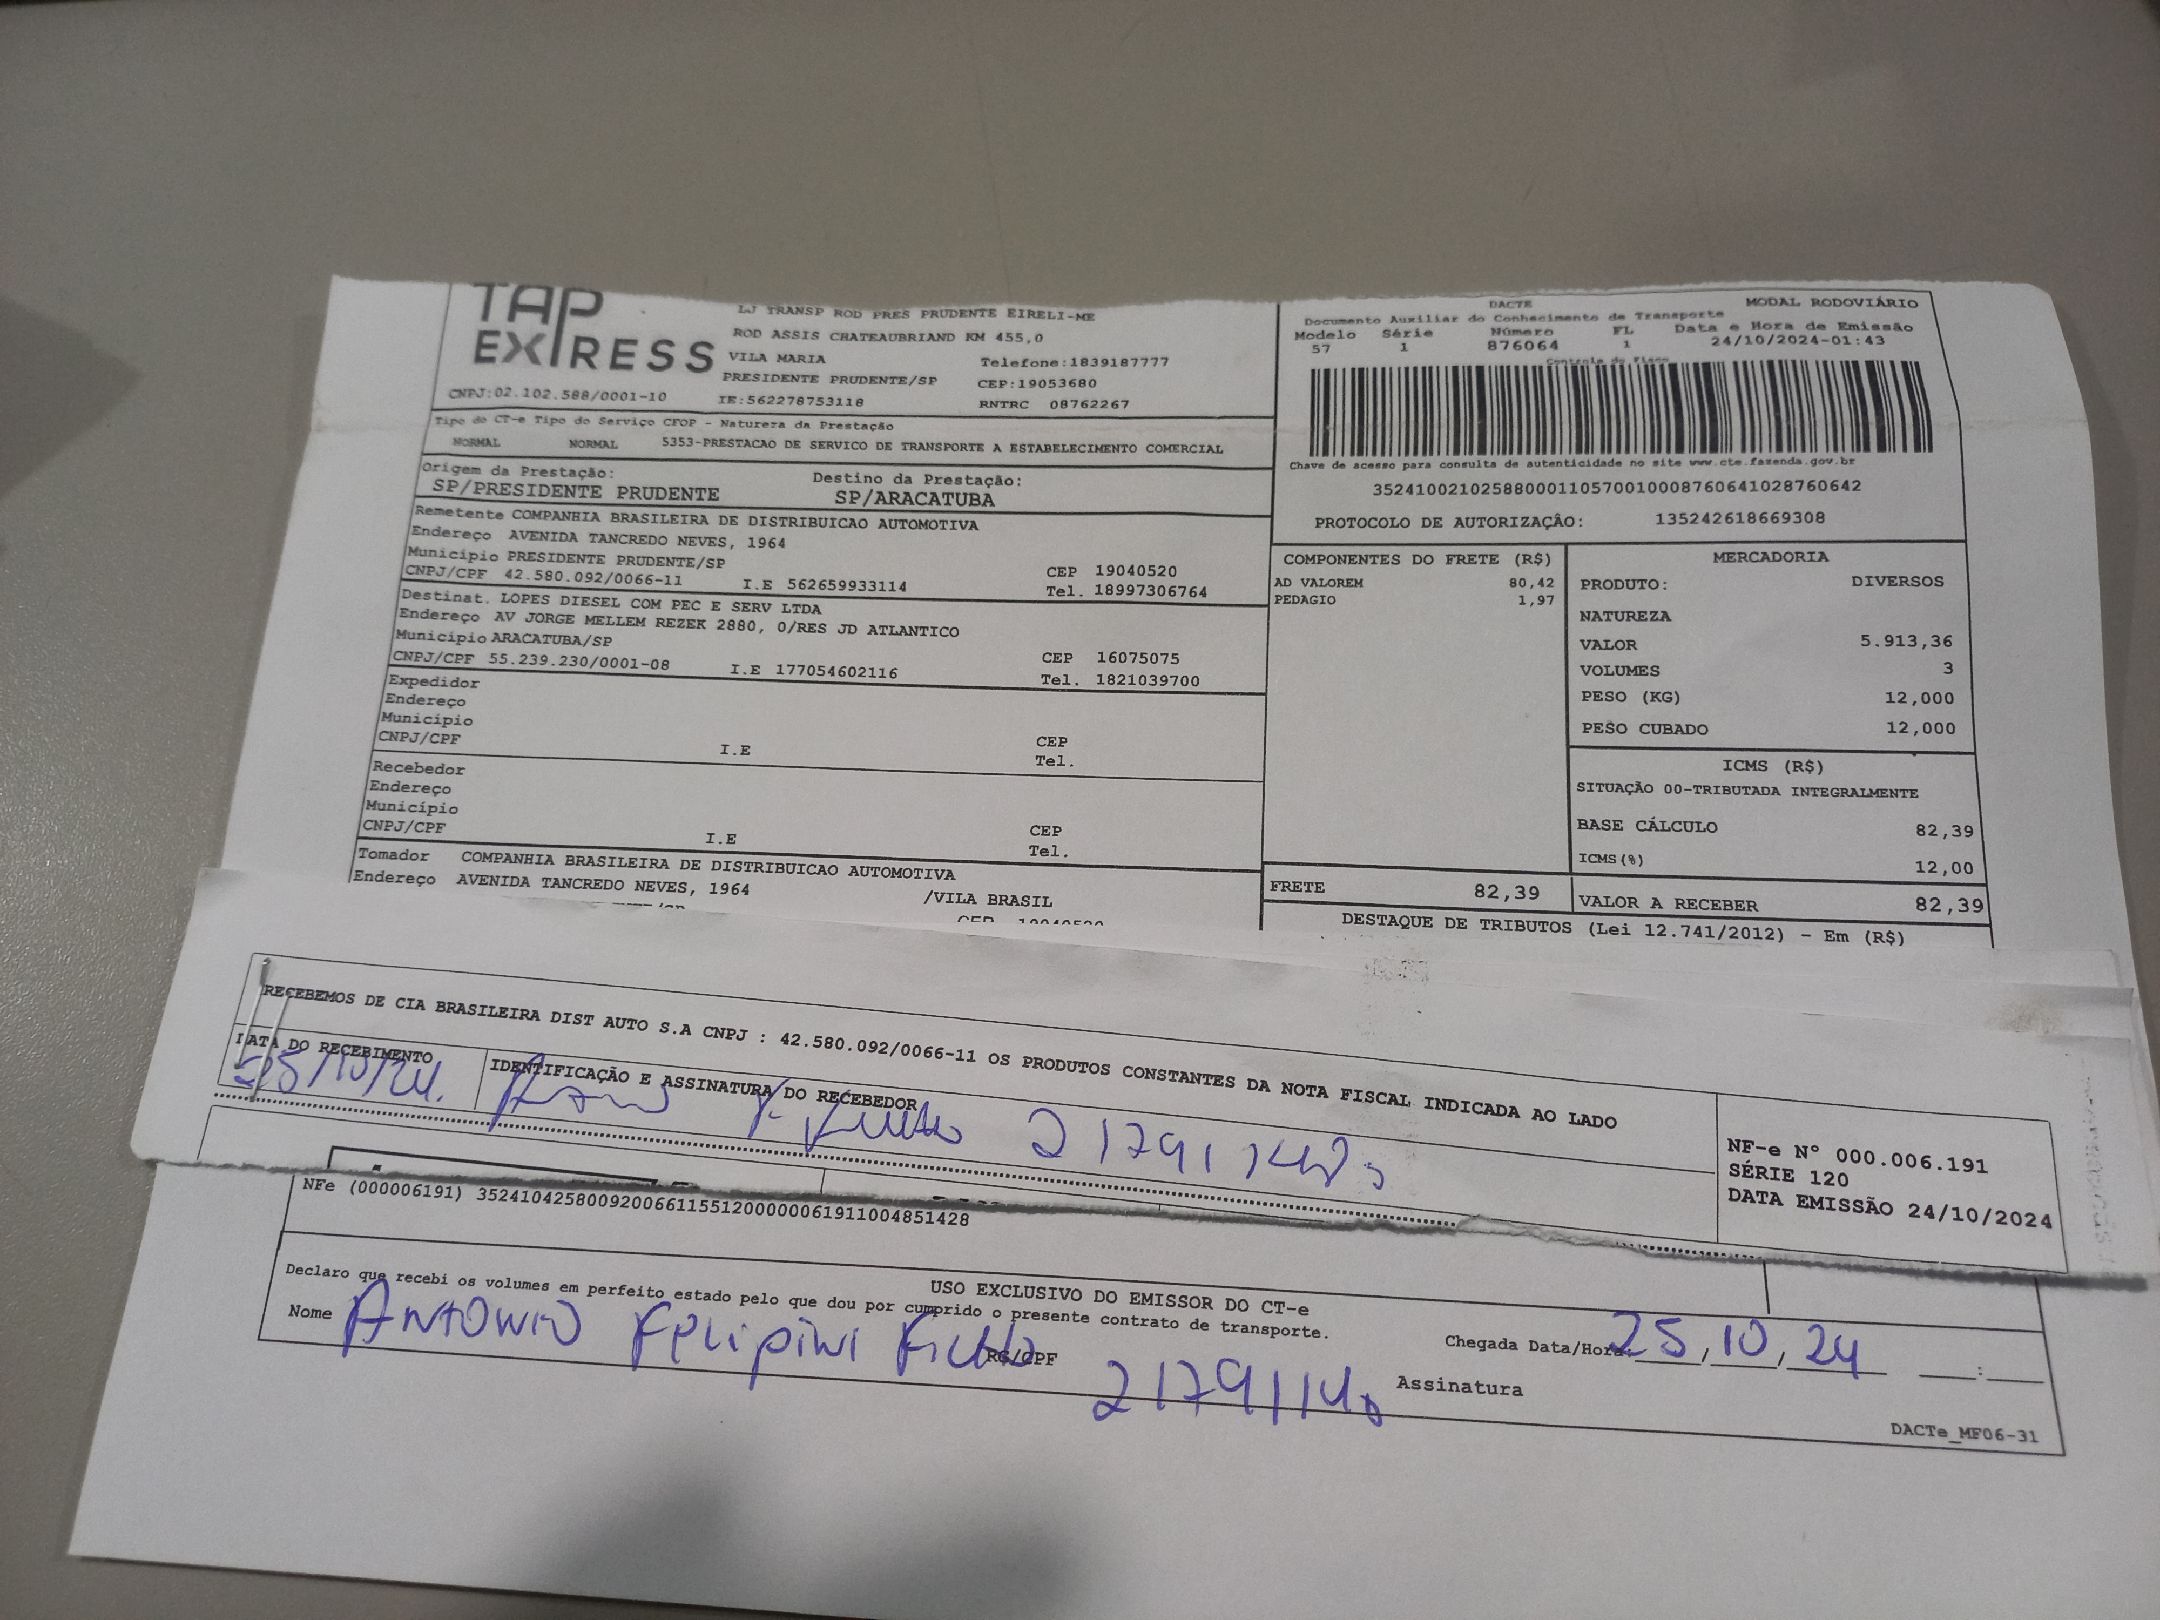 TAP EXPRESS
CNPJ:02.102.588/0001-10
LJ TRANSP ROD PRES PRUDENTE EIRELI-ME
ROD ASSIS CHATEAUBRIAND KM 455,0
VILA MARIA Telefone:1839187777
PRESIDENTE PRUDENTE/SP CEP:19053680
IE:562278753118 RNTRC 08762267
DACTE MODAL RODOVIÁRIO
Documento Auxiliar do Conhecimento de Transporte
Modelo Série Número FL Data e Hora de Emissão
57 1 876064 1 24/10/2024-01:43
Controle do Fisco
Chave de acesso para consulta de autenticidade no site www.cte.fazenda.gov.br
35241002102588000110570010008760641028760642
PROTOCOLO DE AUTORIZAÇÂO: 135242618669308
Tipo do CT-e Tipo do Serviço CFOP - Natureza da Prestação
NORMAL NORMAL 5353-PRESTACAO DE SERVICO DE TRANSPORTE A ESTABELECIMENTO COMERCIAL
Origem da Prestação: Destino da Prestação:
SP/PRESIDENTE PRUDENTE SP/ARACATUBA
Remetente COMPANHIA BRASILEIRA DE DISTRIBUICAO AUTOMOTIVA
Endereço AVENIDA TANCREDO NEVES, 1964
Município PRESIDENTE PRUDENTE/SP CEP 19040520
CNPJ/CPF 42.580.092/0066-11 I.E 562659933114 Tel. 18997306764
Destinat. LOPES DIESEL COM PEC E SERV LTDA
Endereço AV JORGE MELLEM REZEK 2880, 0/RES JD ATLANTICO
Município ARACATUBA/SP CEP 16075075
CNPJ/CPF 55.239.230/0001-08 I.E 177054602116 Tel. 1821039700
Expedidor
Endereço
Município
CNPJ/CPF I.E CEP
Tel.
Recebedor
Endereço
Município
CNPJ/CPF I.E CEP
Tel.
Tomador COMPANHIA BRASILEIRA DE DISTRIBUICAO AUTOMOTIVA
Endereço AVENIDA TANCREDO NEVES, 1964 /VILA BRASIL
CEP 19040520
COMPONENTES DO FRETE (R$)
AD VALOREM 80,42
PEDAGIO 1,97
FRETE 82,39
MERCADORIA
PRODUTO: DIVERSOS
NATUREZA
VALOR 5.913,36
VOLUMES 3
PESO (KG) 12,000
PESO CUBADO 12,000
ICMS (R$)
SITUAÇÃO 00-TRIBUTADA INTEGRALMENTE
BASE CÁLCULO 82,39
ICMS(%) 12,00
VALOR A RECEBER 82,39
DESTAQUE DE TRIBUTOS (Lei 12.741/2012) - Em (R$)
RECEBEMOS DE CIA BRASILEIRA DIST AUTO S.A CNPJ : 42.580.092/0066-11 OS PRODUTOS CONSTANTES DA NOTA FISCAL INDICADA AO LADO
DATA DO RECEBIMENTO IDENTIFICAÇÃO E ASSINATURA DO RECEBEDOR
25/10/24.
NF-e Nº 000.006.191
SÉRIE 120
DATA EMISSÃO 24/10/2024
NFe (000006191) 35241042580092006611551200000061911004851428
USO EXCLUSIVO DO EMISSOR DO CT-e
Declaro que recebi os volumes em perfeito estado pelo que dou por cumprido o presente contrato de transporte.
Nome ANTONIO FELIPINI FILHO RG/CPF Chegada Data/Hora: 25,10,24 :
Assinatura
DACTe_MF06-31